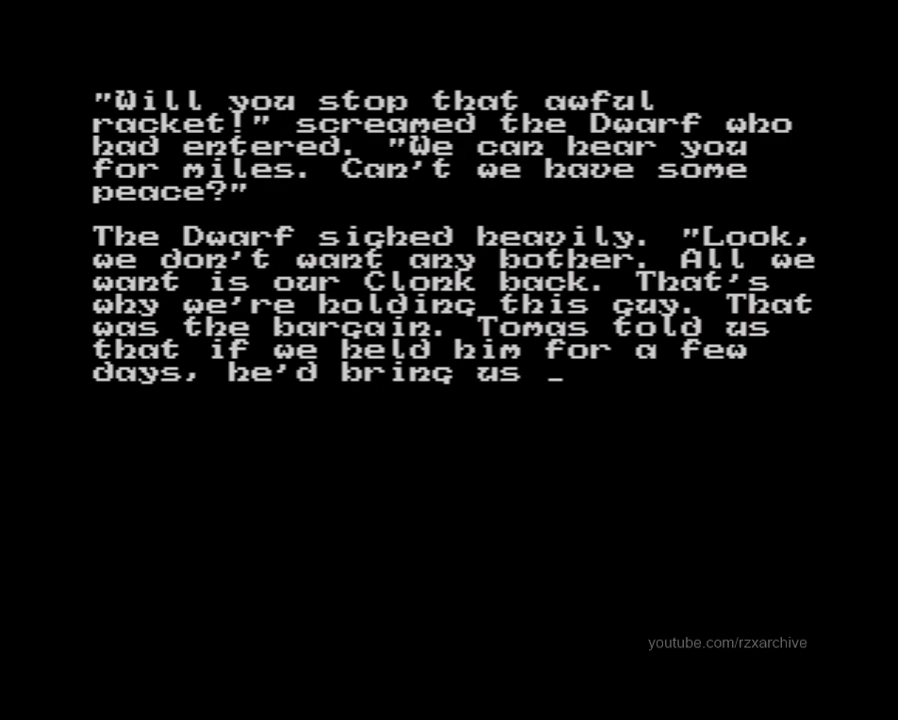 "Will you stop that awful
racket!" screamed the Dwarf who
had entered. "We can hear you
for miles. Can't we have some
peace?"
The Dwarf sighed heavily. "Look,
we don't want any bother. All we
want is our Clonk back. That's
why we're holding this guy. That
was the bargain. Tomas told us
that if we held him for a few
days, he'd bring us _
youtube.com/rzxarchive